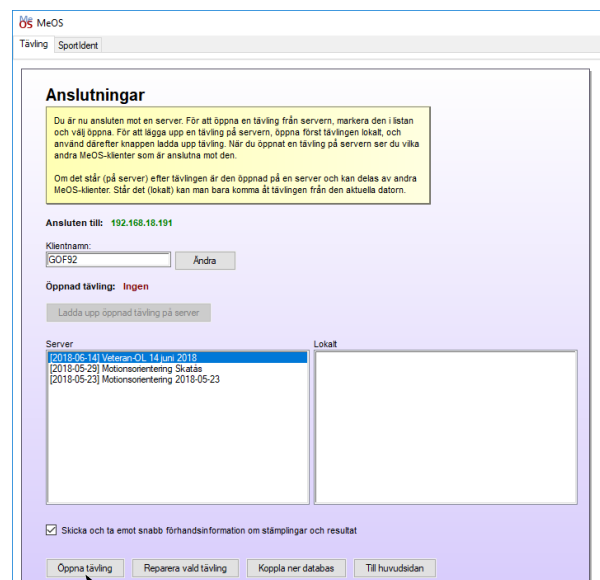 MeOS MeOS
Tävling SportIdent
Anslutningar
Du är nu ansluten mot en server. För att öppna en tävling från
servern, markera den i listan
och välj öppna. För att lägga upp en tävling på servern, öppna
först tävlingen lokalt, och
använd därefter knappen ladda upp tävling. När du öppnat en
tävling på servern ser du vilka
andra MeOS-klienter som är anslutna mot den.
Om det står (på server) efter tävlingen är den öppnad på en server och kan delas av andra
MeOS-klienter. Står det (lokalt) kan man bara komma åt tävlingen från den aktuella datorn.
Ansluten till: 192.168.18.191
Klientnamn:
GOF92 Ändra
Öppnad tävling: Ingen
Ladda upp öppnad tävling på server
Server Lokalt
[2018-06-14] Veteran-OL 14 juni 2018
[2018-05-29] Motionsorientering Skatås
[2018-05-23] Motionsorientering 2018-05-23
Skicka och ta emot snabb förhandsinformation om stämplingar och resultat
Öppna tävling Reparera vald tävling Koppla ner databas Till huvudsidan